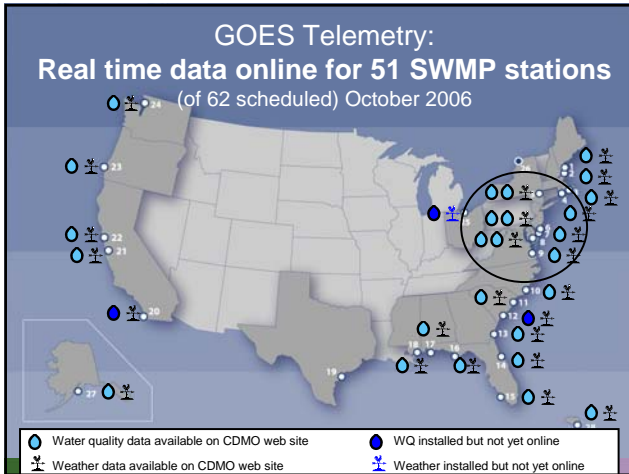 GOES Telemetry:
Real time data online for 51 SWMP stations
(of 62 scheduled) October 2006
24
23
22
21
20
19
18 17
16
15
14
13
12
11
10
9
27
Water quality data available on CDMO web site
WQ installed but not yet online
Weather data available on CDMO web site
Weather installed but not yet online